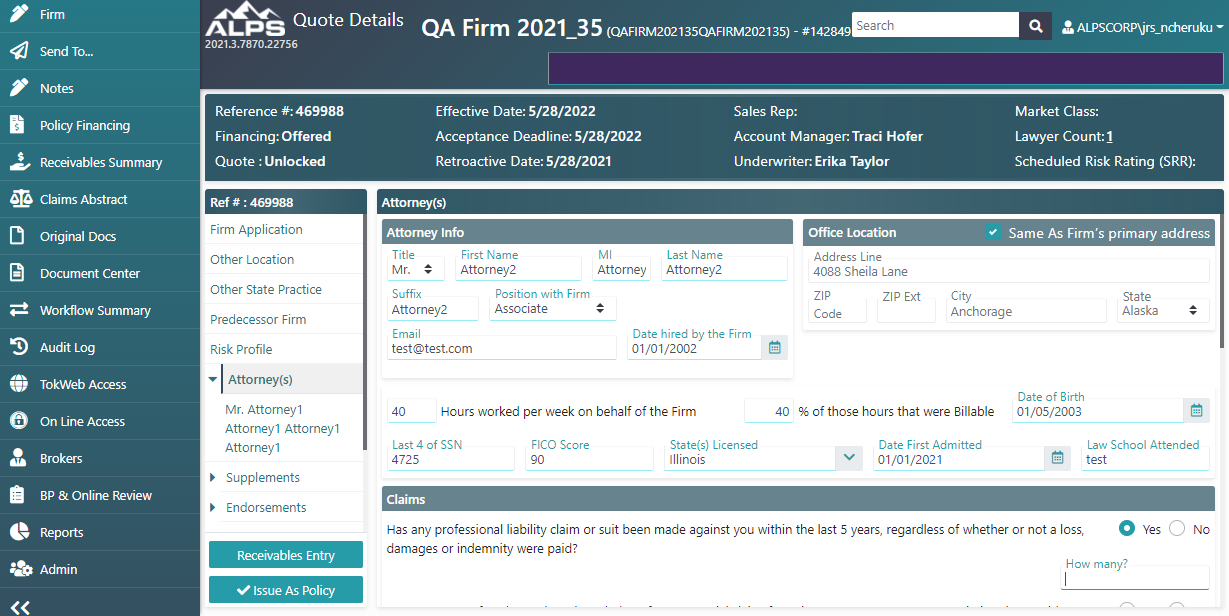 Firm
Send To...
Notes
Policy Financing
Receivables Summary
Claims Abstract
Original Docs
Document Center
Workflow Summary
Audit Log
TokWeb Access
On Line Access
Brokers
BP & Online Review
Reports
Admin
ALPS
2021.3.7870.22756
Quote Details
QA Firm 2021_35 (QAFIRM202135QAFIRM202135) - #142849
Search
ALPSCORP\jrs_ncheruku
Reference #: 469988
Effective Date: 5/28/2022
Sales Rep:
Market Class:
Financing: Offered
Acceptance Deadline: 5/28/2022
Account Manager: Traci Hofer
Lawyer Count: 1
Quote : Unlocked
Retroactive Date: 5/28/2021
Underwriter: Erika Taylor
Scheduled Risk Rating (SRR):
Ref # : 469988
Firm Application
Other Location
Other State Practice
Predecessor Firm
Risk Profile
Attorney(s)
Mr. Attorney1
Attorney1 Attorney1
Attorney1
Supplements
Endorsements
Receivables Entry
Issue As Policy
Attorney(s)
Attorney Info
Title
Mr.
First Name
Attorney2
MI
Attorney
Last Name
Attorney2
Suffix
Attorney2
Position with Firm
Associate
Email
test@test.com
Date hired by the Firm
01/01/2002
Office Location
Same As Firm's primary address
Address Line
4088 Sheila Lane
ZIP
Code
ZIP Ext
City
Anchorage
State
Alaska
40 Hours worked per week on behalf of the Firm
40 % of those hours that were Billable
Date of Birth
01/05/2003
Last 4 of SSN
4725
FICO Score
90
State(s) Licensed
Illinois
Date First Admitted
01/01/2021
Law School Attended
test
Claims
Has any professional liability claim or suit been made against you within the last 5 years, regardless of whether or not a loss,
damages or indemnity were paid?
Yes
No
How many?